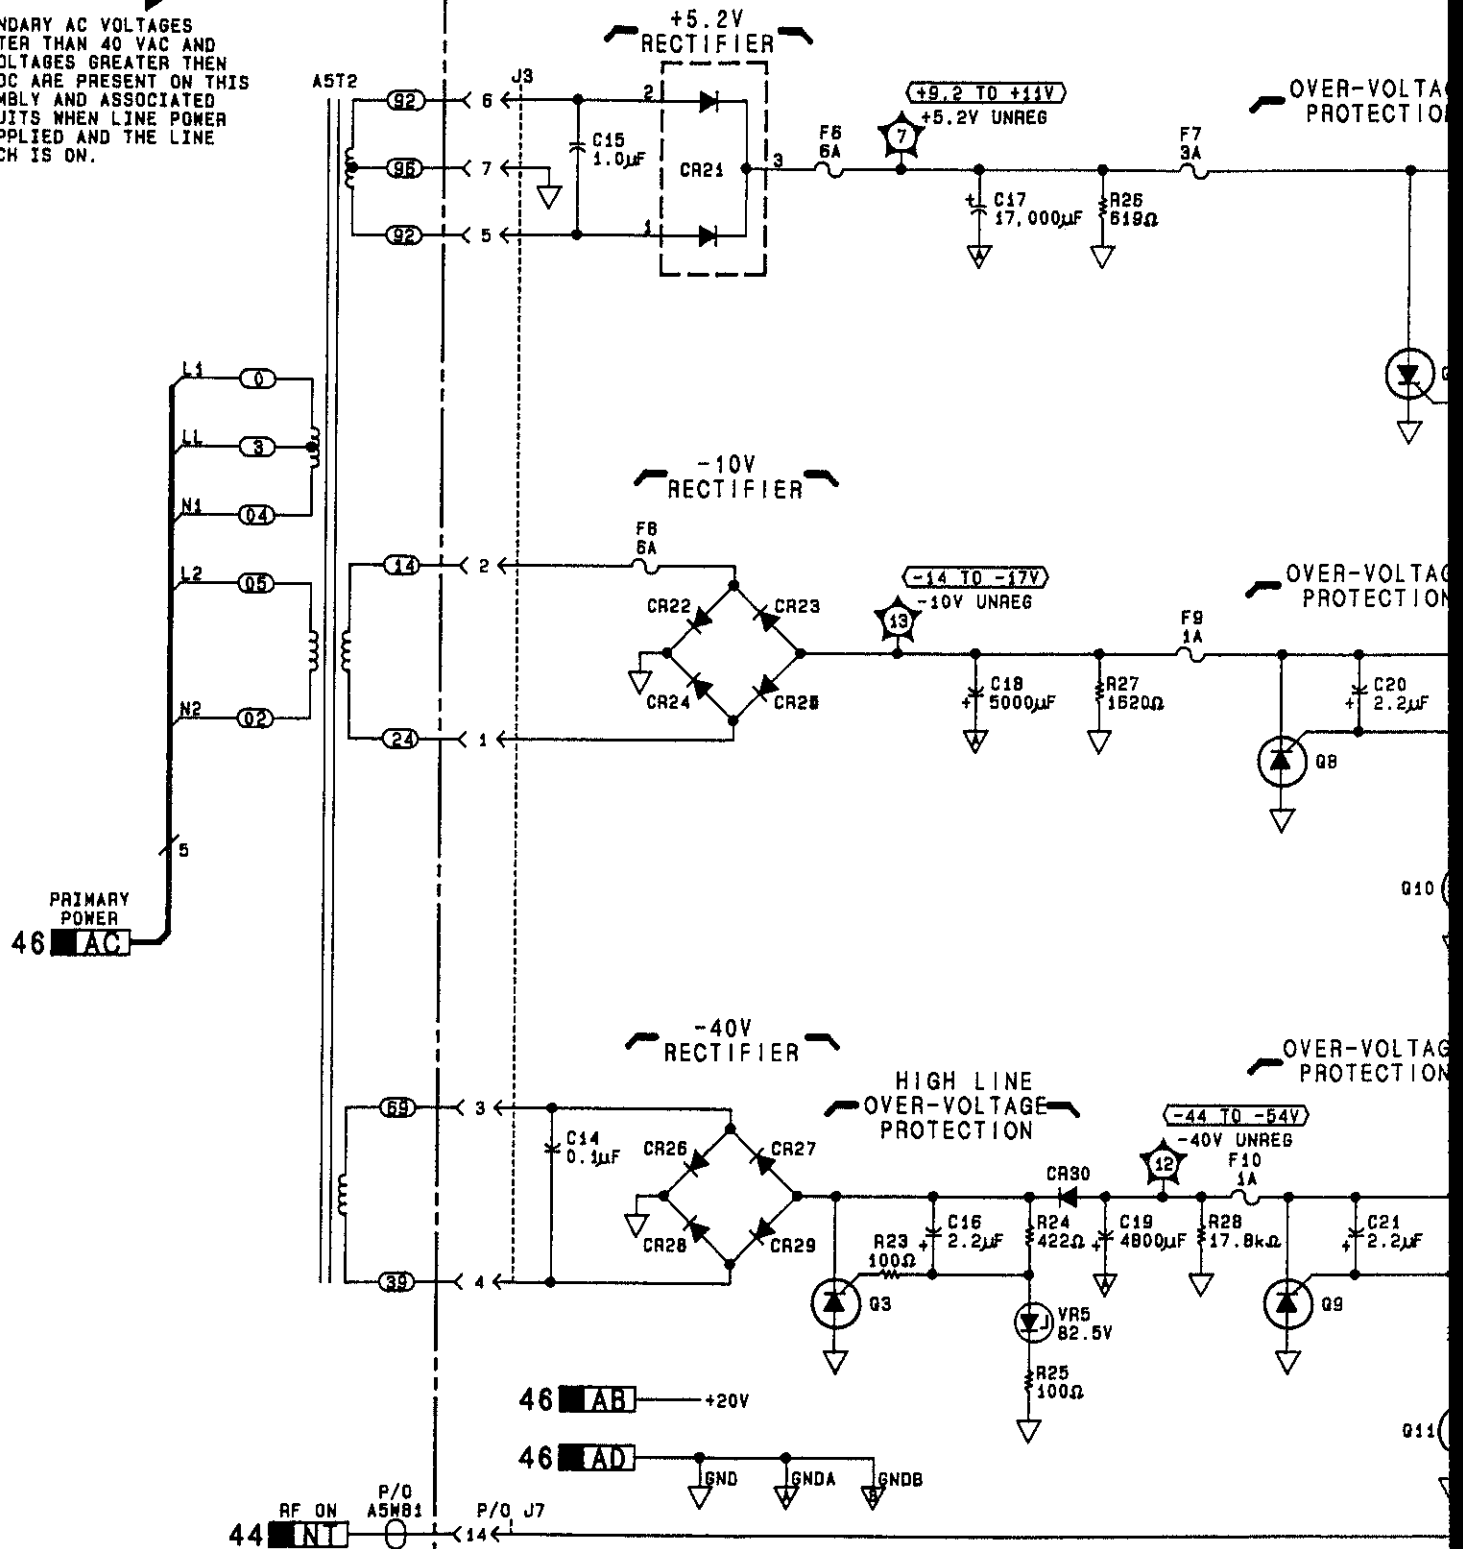 NDARY AC VOLTAGES
TER THAN 40 VAC AND
OLTAGES GREATER THEN
DC ARE PRESENT ON THIS
MBLY AND ASSOCIATED
UITS WHEN LINE POWER
PPLIED AND THE LINE
CH IS ON.
A5T2
J3
+5.2V
RECTIFIER
92
6
2
C15
1.0µF
96
7
CR21
3
92
5
1
F6
6A
+9.2 TO +11V
7
+5.2V UNREG
F7
3A
OVER-VOLTAG
PROTECTIO
+
C17
17,000µF
R26
619Ω
L1
0
LL
3
N1
04
L2
05
N2
02
5
PRIMARY
POWER
46 AC
-10V
RECTIFIER
14
2
F8
6A
CR22
CR23
CR24
CR25
24
1
-14 TO -17V
13
-10V UNREG
F9
1A
OVER-VOLTAG
PROTECTION
C18
5000µF
+
R27
1620Ω
C20
2.2µF
+
Q8
Q10
-40V
RECTIFIER
69
3
C14
0.1µF
CR26
CR27
CR28
CR29
39
4
HIGH LINE
OVER-VOLTAGE
PROTECTION
-44 TO -54V
12
-40V UNREG
F10
1A
OVER-VOLTAG
PROTECTION
CR30
R23
100Ω
C16
2.2µF
+
R24
422Ω
C19
4800µF
+
R28
17.8kΩ
C21
2.2µF
+
Q3
VR5
82.5V
Q9
R25
100Ω
46 AB
+20V
46 AD
GND
GNDA
A
GNDB
B
Q11
RF ON
44 NT
P/O
A5W81
P/O J7
14